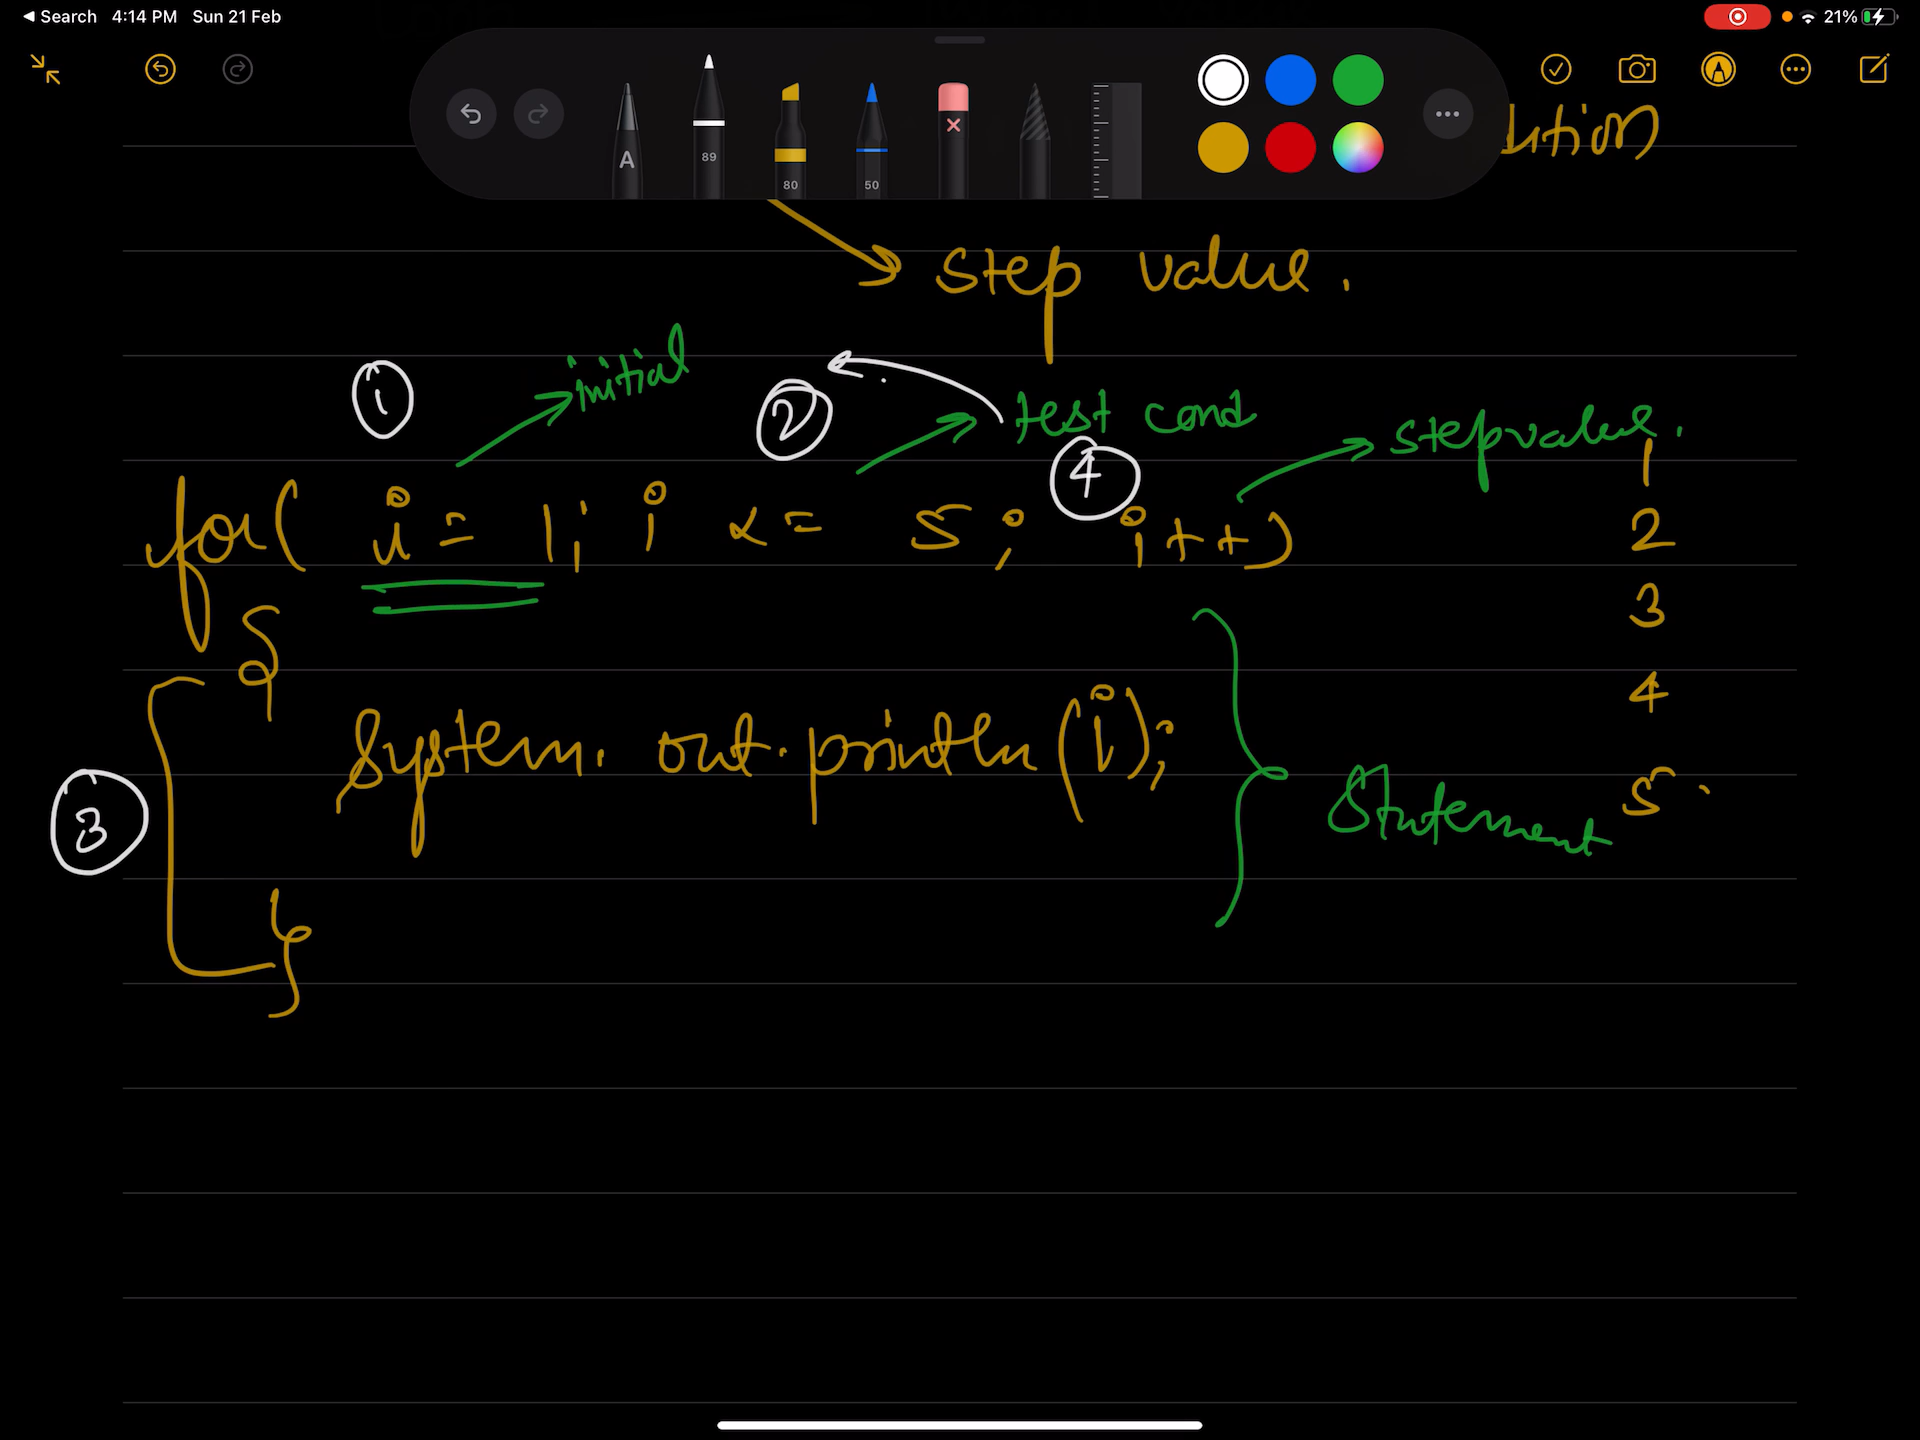 Search 4:14 PM Sun 21 Feb 21%
A 89 80 50
ution
step value.
1 initial 2 test cond
4 stepvalue.
for( i = 1; i <= 5; i++) 1
2
{ 3
4
System.out.println(i);
3 Statement 5.
}